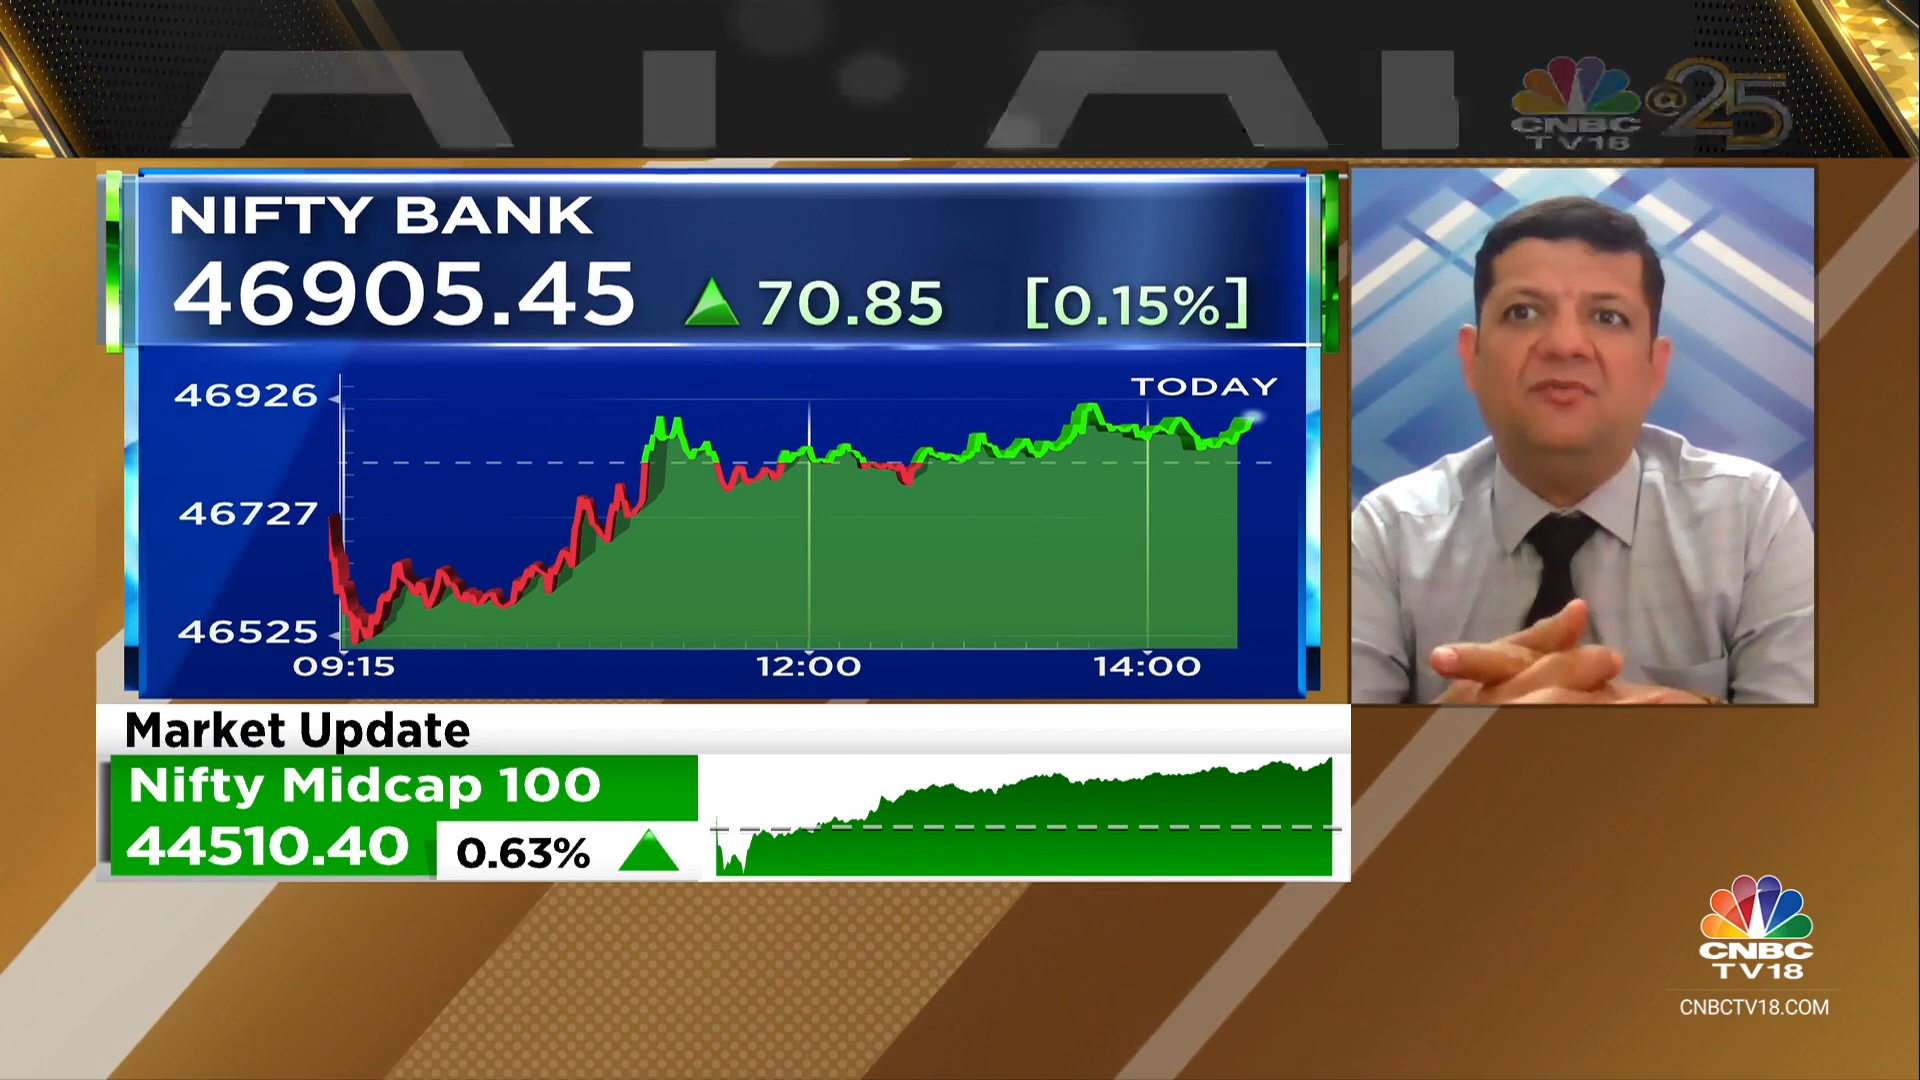 CNBC
TV18
@25
NIFTY BANK
46905.45 ▲ 70.85 [0.15%]
TODAY
46926
46727
46525
09:15 12:00 14:00
Market Update
Nifty Midcap 100
44510.40 0.63% ▲
CNBC
TV18
CNBCTV18.COM